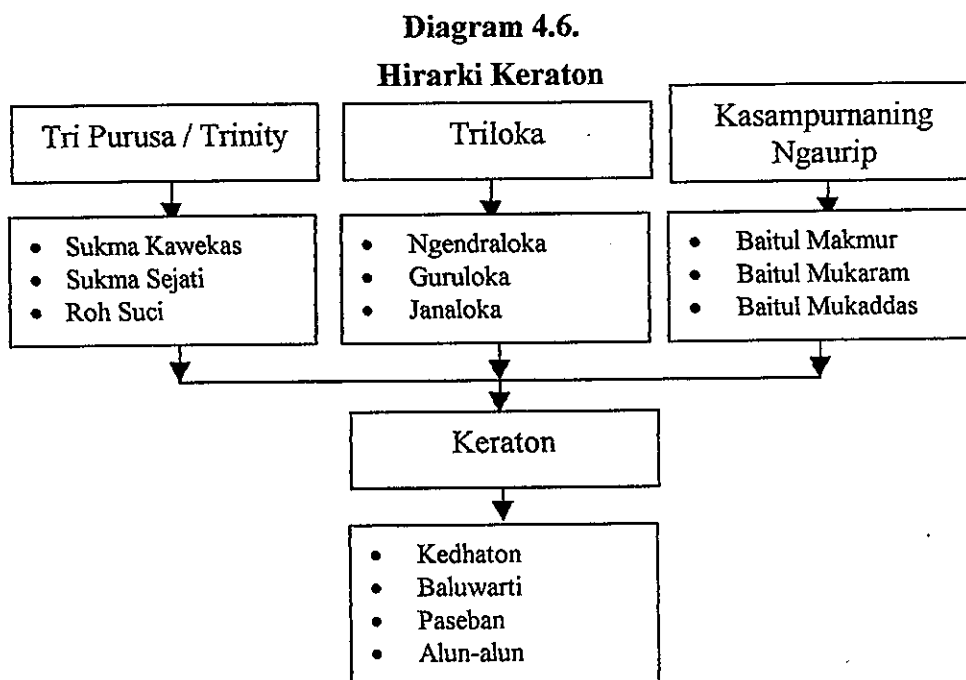 Diagram 4.6.
Hirarki Keraton
Tri Purusa / Trinity
Triloka
Kasampurnaning
Ngaurip
• Sukma Kawekas
• Sukma Sejati
• Roh Suci
• Ngendraloka
• Guruloka
• Janaloka
• Baitul Makmur
• Baitul Mukaram
• Baitul Mukaddas
Keraton
• Kedhaton
• Baluwarti
• Paseban
• Alun-alun